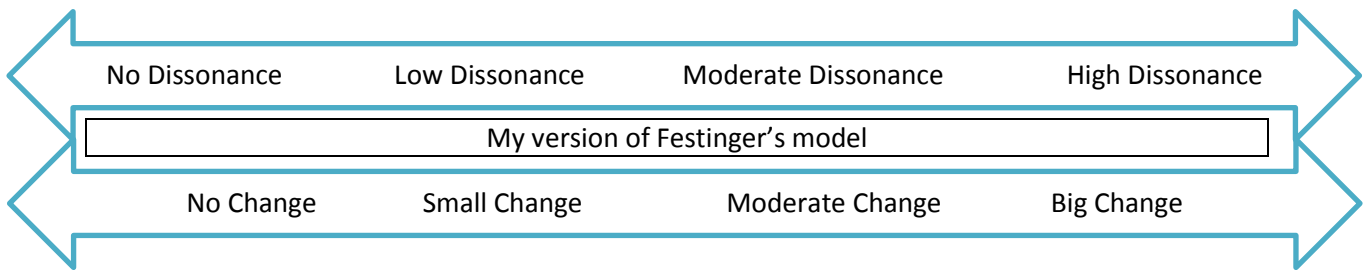 No Dissonance Low Dissonance Moderate Dissonance High Dissonance
My version of Festinger’s model
No Change Small Change Moderate Change Big Change